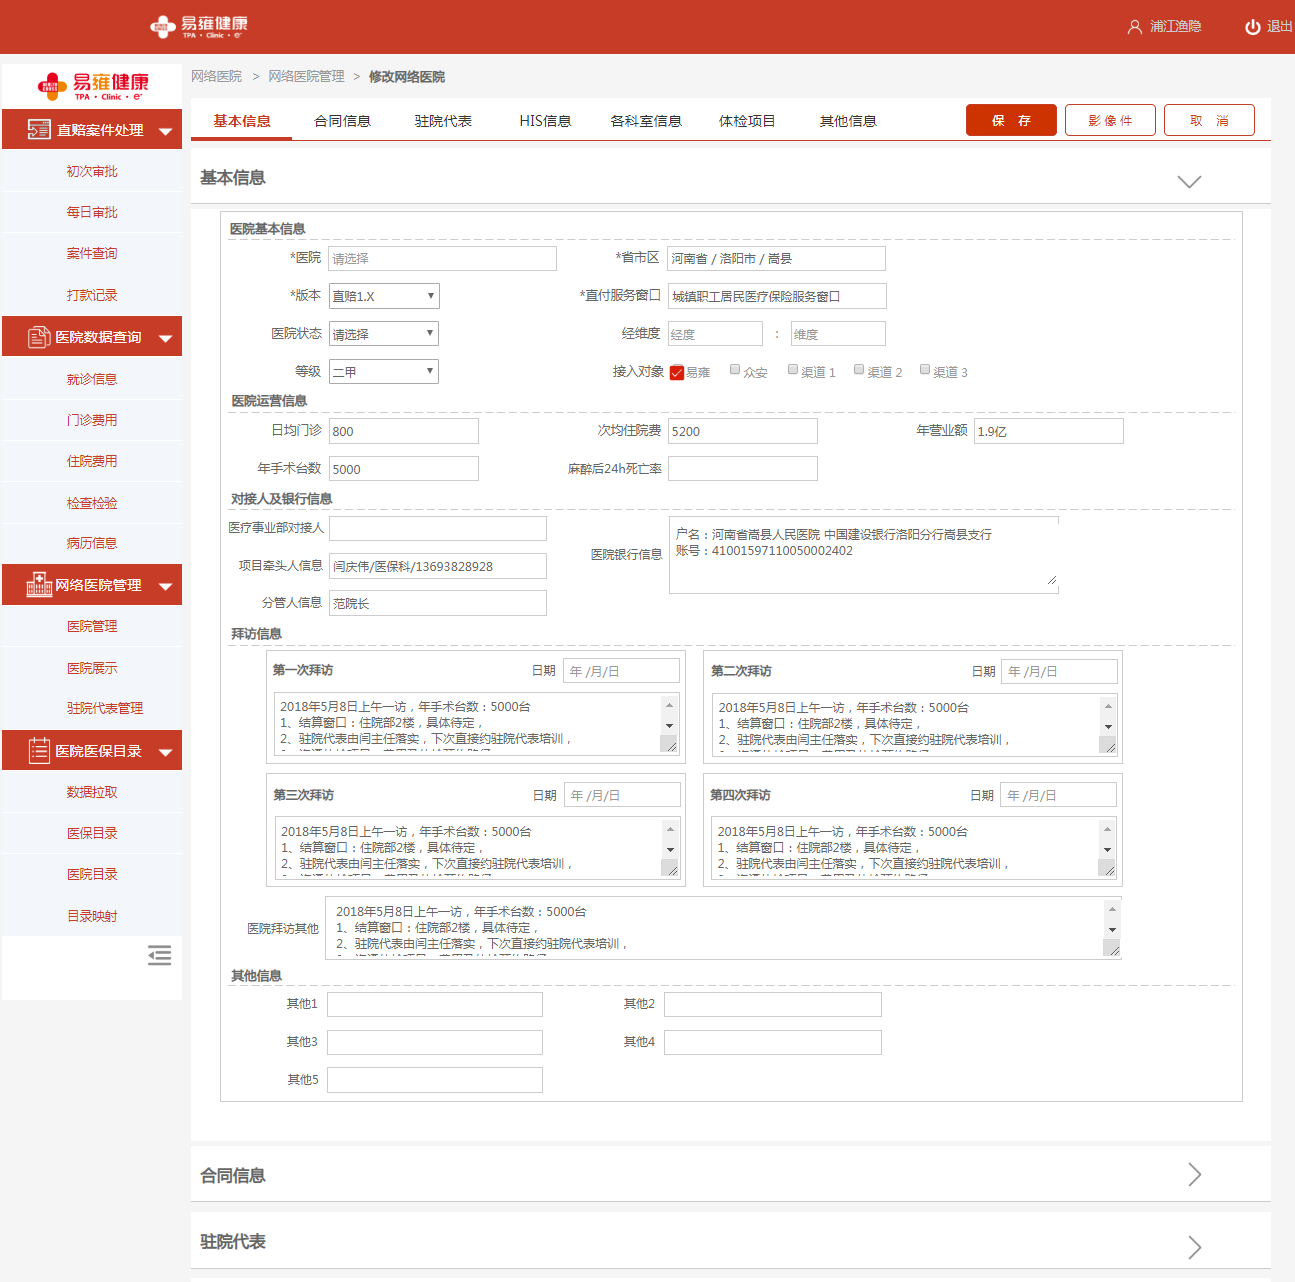 易雍健康
TPA · Clinic · e+
浦江渔隐
退出
易雍健康
TPA · Clinic · e+
网络医院 > 网络医院管理 > 修改网络医院
直赔案件处理
初次审批
每日审批
案件查询
打款记录
医院数据查询
就诊信息
门诊费用
住院费用
检查检验
病历信息
网络医院管理
医院管理
医院展示
驻院代表管理
医院医保目录
数据拉取
医保目录
医院目录
目录映射
基本信息 合同信息 驻院代表 HIS信息 各科室信息 体检项目 其他信息
保 存 影 像 件 取 消
基本信息
医院基本信息
*医院 请选择 *省市区 河南省 / 洛阳市 / 嵩县
*版本 直赔1.X *直付服务窗口 城镇职工居民医疗保险服务窗口
医院状态 请选择 经纬度 经度 : 维度
等级 二甲 接入对象 易雍 众安 渠道 1 渠道 2 渠道 3
医院运营信息
日均门诊 800 次均住院费 5200 年营业额 1.9亿
年手术台数 5000 麻醉后24h死亡率
对接人及银行信息
医疗事业部对接人
项目牵头人信息 闫庆伟/医保科/13693828928
分管人信息 范院长
医院银行信息
户名：河南省嵩县人民医院 中国建设银行洛阳分行嵩县支行
账号：41001597110050002402
拜访信息
第一次拜访 日期 年 /月/日
2018年5月8日上午一访，年手术台数：5000台
1、结算窗口：住院部2楼，具体待定，
2、驻院代表由闫主任落实，下次直接约驻院代表培训，
第二次拜访 日期 年 /月/日
2018年5月8日上午一访，年手术台数：5000台
1、结算窗口：住院部2楼，具体待定，
2、驻院代表由闫主任落实，下次直接约驻院代表培训，
第三次拜访 日期 年 /月/日
2018年5月8日上午一访，年手术台数：5000台
1、结算窗口：住院部2楼，具体待定，
2、驻院代表由闫主任落实，下次直接约驻院代表培训，
第四次拜访 日期 年 /月/日
2018年5月8日上午一访，年手术台数：5000台
1、结算窗口：住院部2楼，具体待定，
2、驻院代表由闫主任落实，下次直接约驻院代表培训，
医院拜访其他
2018年5月8日上午一访，年手术台数：5000台
1、结算窗口：住院部2楼，具体待定，
2、驻院代表由闫主任落实，下次直接约驻院代表培训，
其他信息
其他1 其他2
其他3 其他4
其他5
合同信息
驻院代表